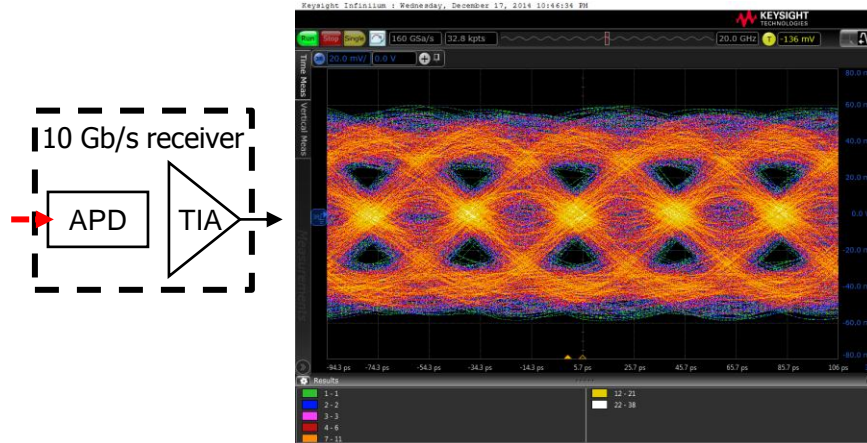 Keysight Infiniium : Wednesday, December 17, 2014 10:46:34 PM
KEYSIGHT
TECHNOLOGIES
Run Stop Single 160 GSa/s 32.8 kpts 20.0 GHz T -136 mV
20.0 mV/ 0.0 V
Time Meas
Vertical Meas
Measurements
10 Gb/s receiver
APD
TIA
80.0 m
60.0 m
40.0 m
20.0 m
0.0 V
-20.0 m
-40.0 m
-60.0 m
-80.0 m
-94.3 ps -74.3 ps -54.3 ps -34.3 ps -14.3 ps 5.7 ps 25.7 ps 45.7 ps 65.7 ps 85.7 ps 106 ps
Results
1 - 1
2 - 2
3 - 3
4 - 6
7 - 11
12 - 21
22 - 38